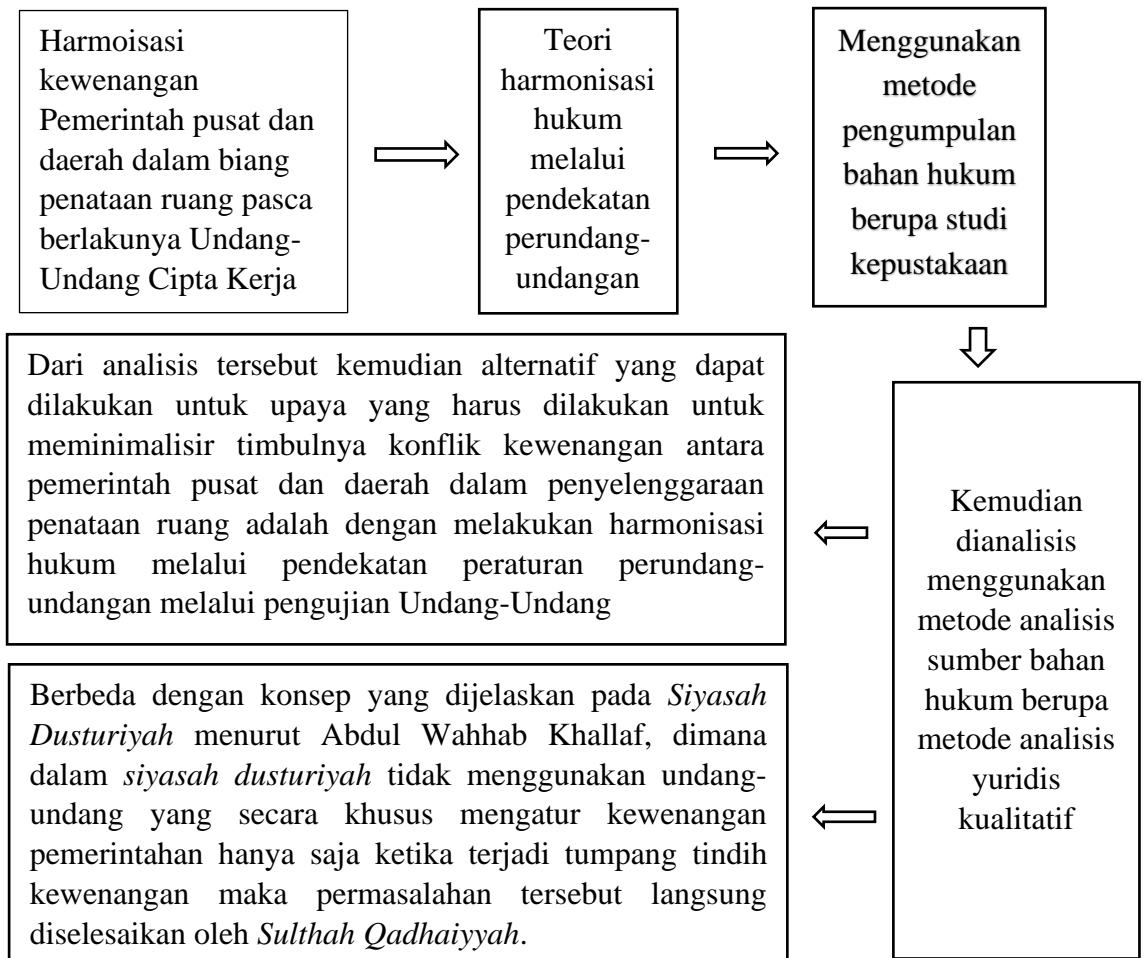 Harmoisasi
kewenangan
Pemerintah pusat dan
daerah dalam biang
penataan ruang pasca
berlakunya Undang-
Undang Cipta Kerja
Teori
harmonisasi
hukum
melalui
pendekatan
perundang-
undangan
Menggunakan
metode
pengumpulan
bahan hukum
berupa studi
kepustakaan
Kemudian
dianalisis
menggunakan
metode analisis
sumber bahan
hukum berupa
metode analisis
yuridis
kualitatif
Dari analisis tersebut kemudian alternatif yang dapat
dilakukan untuk upaya yang harus dilakukan untuk
meminimalisir timbulnya konflik kewenangan antara
pemerintah pusat dan daerah dalam penyelenggaraan
penataan ruang adalah dengan melakukan harmonisasi
hukum melalui pendekatan peraturan perundang-
undangan melalui pengujian Undang-Undang
Berbeda dengan konsep yang dijelaskan pada Siyasah
Dusturiyah menurut Abdul Wahhab Khallaf, dimana
dalam siyasah dusturiyah tidak menggunakan undang-
undang yang secara khusus mengatur kewenangan
pemerintahan hanya saja ketika terjadi tumpang tindih
kewenangan maka permasalahan tersebut langsung
diselesaikan oleh Sulthah Qadhaiyyah.